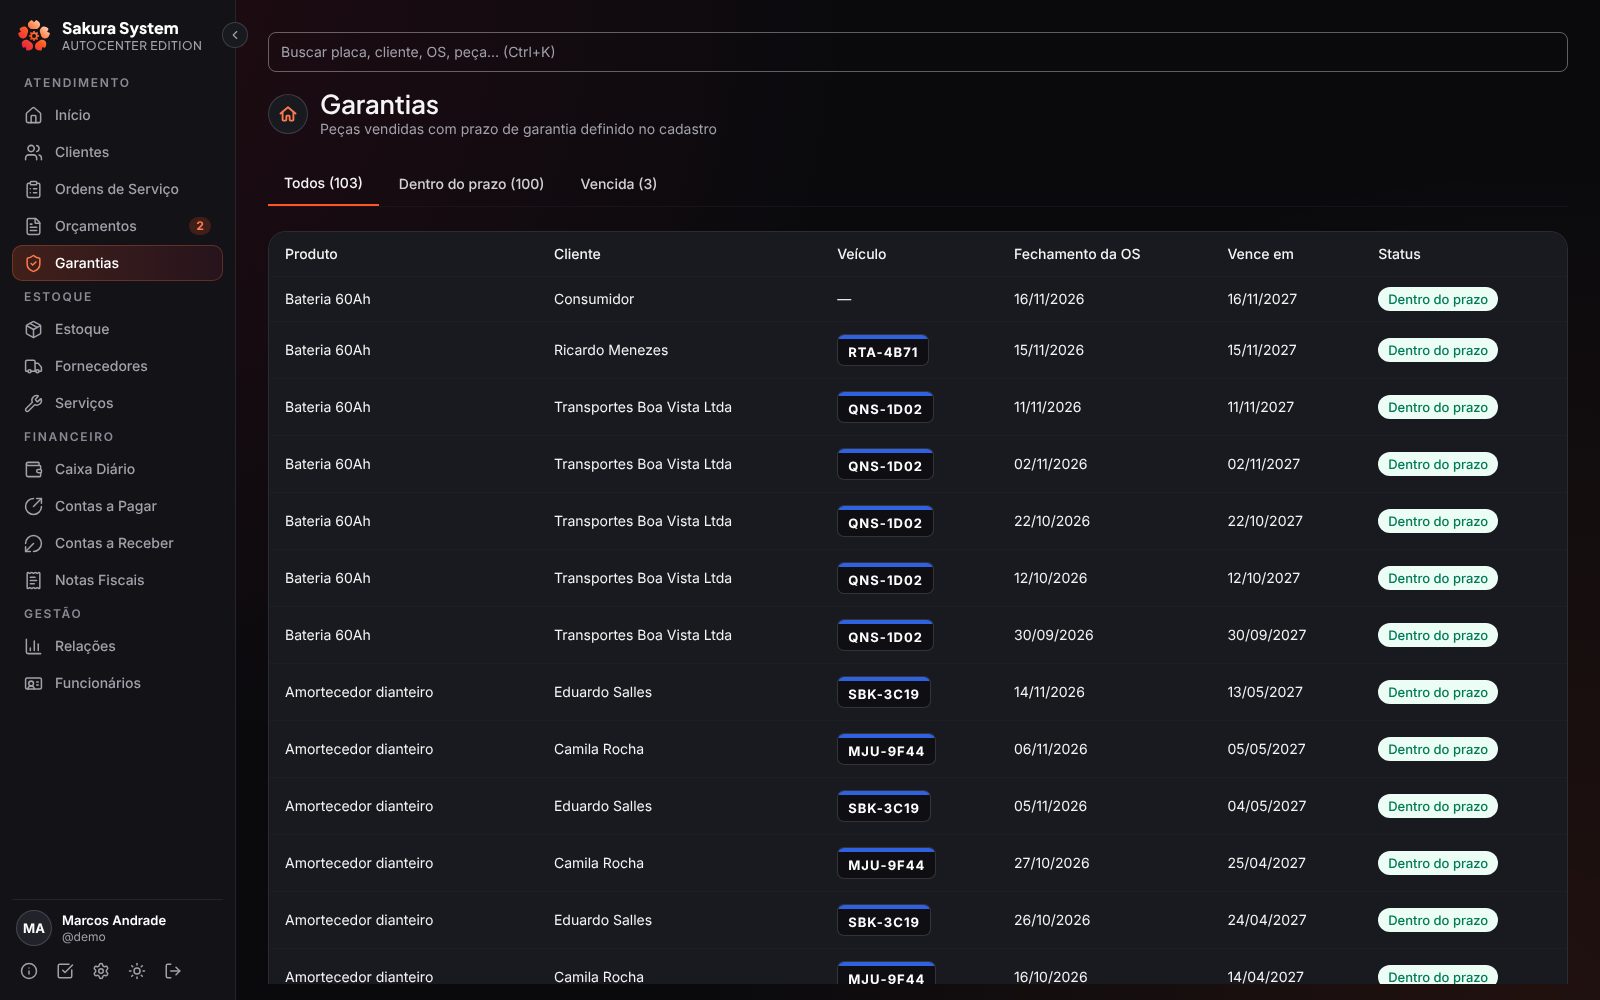 Sakura System
AUTOCENTER EDITION
ATENDIMENTO
Início
Clientes
Ordens de Serviço
Orçamentos 2
Garantias
ESTOQUE
Estoque
Fornecedores
Serviços
FINANCEIRO
Caixa Diário
Contas a Pagar
Contas a Receber
Notas Fiscais
GESTÃO
Relações
Funcionários
MA
Marcos Andrade
@demo
Buscar placa, cliente, OS, peça... (Ctrl+K)
Garantias
Peças vendidas com prazo de garantia definido no cadastro
Todos (103) Dentro do prazo (100) Vencida (3)
Produto Cliente Veículo Fechamento da OS Vence em Status
Bateria 60Ah Consumidor — 16/11/2026 16/11/2027 Dentro do prazo
Bateria 60Ah Ricardo Menezes RTA-4B71 15/11/2026 15/11/2027 Dentro do prazo
Bateria 60Ah Transportes Boa Vista Ltda QNS-1D02 11/11/2026 11/11/2027 Dentro do prazo
Bateria 60Ah Transportes Boa Vista Ltda QNS-1D02 02/11/2026 02/11/2027 Dentro do prazo
Bateria 60Ah Transportes Boa Vista Ltda QNS-1D02 22/10/2026 22/10/2027 Dentro do prazo
Bateria 60Ah Transportes Boa Vista Ltda QNS-1D02 12/10/2026 12/10/2027 Dentro do prazo
Bateria 60Ah Transportes Boa Vista Ltda QNS-1D02 30/09/2026 30/09/2027 Dentro do prazo
Amortecedor dianteiro Eduardo Salles SBK-3C19 14/11/2026 13/05/2027 Dentro do prazo
Amortecedor dianteiro Camila Rocha MJU-9F44 06/11/2026 05/05/2027 Dentro do prazo
Amortecedor dianteiro Eduardo Salles SBK-3C19 05/11/2026 04/05/2027 Dentro do prazo
Amortecedor dianteiro Camila Rocha MJU-9F44 27/10/2026 25/04/2027 Dentro do prazo
Amortecedor dianteiro Eduardo Salles SBK-3C19 26/10/2026 24/04/2027 Dentro do prazo
Amortecedor dianteiro Camila Rocha MJU-9F44 16/10/2026 14/04/2027 Dentro do prazo